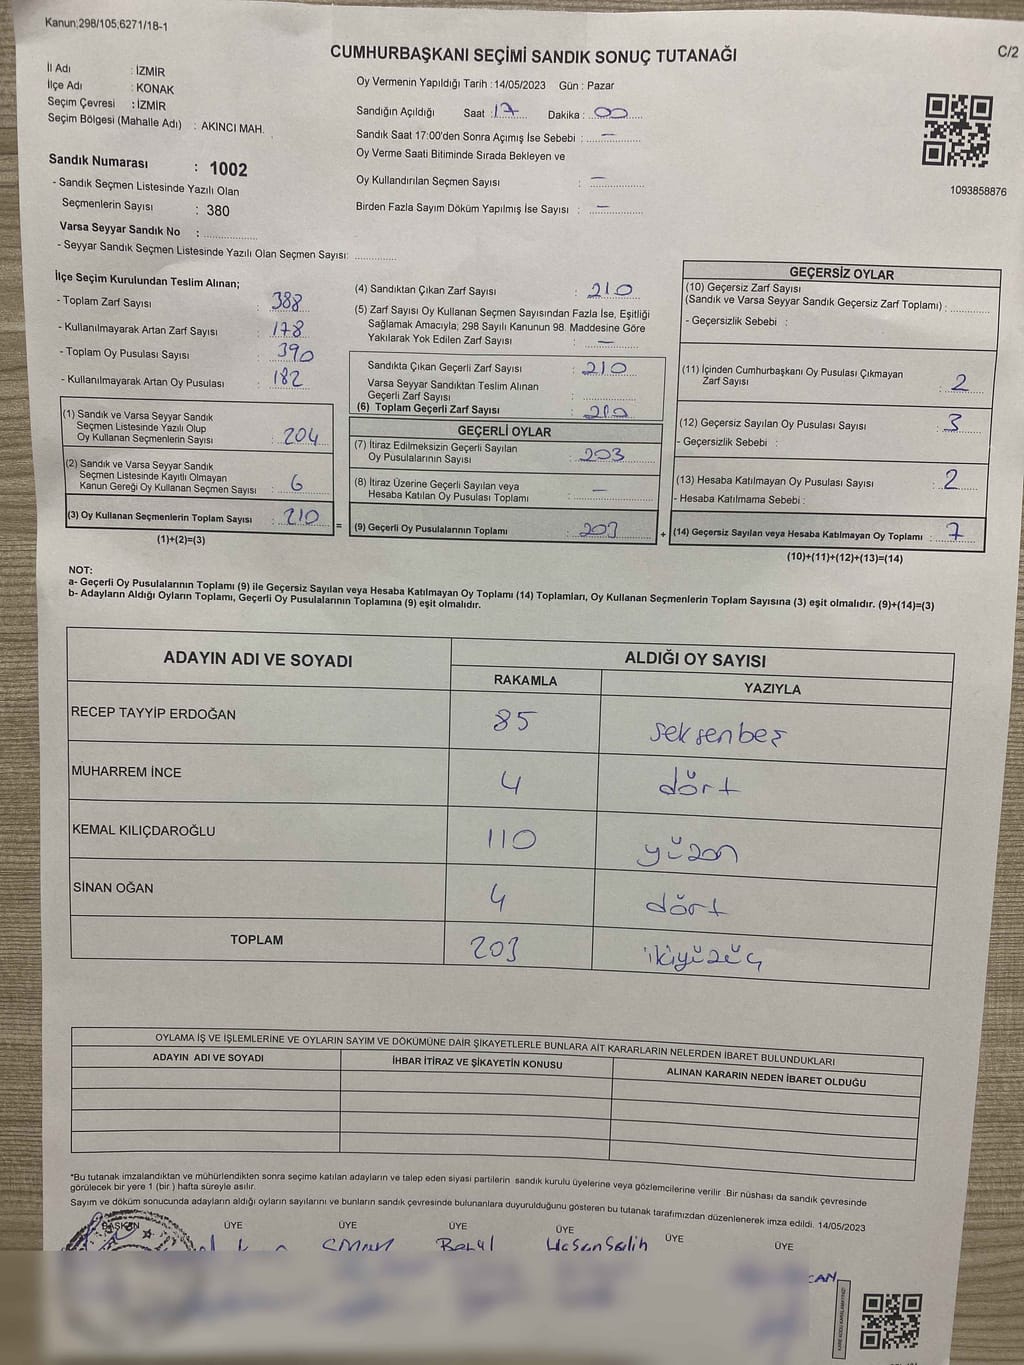 Kanun;298/105;6271/18-1
CUMHURBAŞKANI SEÇİMİ SANDIK SONUÇ TUTANAĞI
C/2
İl Adı : İZMİR
İlçe Adı : KONAK
Seçim Çevresi : İZMİR
Seçim Bölgesi (Mahalle Adı) : AKINCI MAH.
Sandık Numarası : 1002
- Sandık Seçmen Listesinde Yazılı Olan
Seçmenlerin Sayısı : 380
Varsa Seyyar Sandık No :
- Seyyar Sandık Seçmen Listesinde Yazılı Olan Seçmen Sayısı:
Oy Vermenin Yapıldığı Tarih : 14/05/2023 Gün : Pazar
Sandığın Açıldığı Saat : 17 Dakika : 00
Sandık Saat 17:00'den Sonra Açımış İse Sebebi : —
Oy Verme Saati Bitiminde Sırada Bekleyen ve
Oy Kullandırılan Seçmen Sayısı : —
Birden Fazla Sayım Döküm Yapılmış İse Sayısı : —
1093858876
İlçe Seçim Kurulundan Teslim Alınan;
- Toplam Zarf Sayısı : 388
- Kullanılmayarak Artan Zarf Sayısı : 178
- Toplam Oy Pusulası Sayısı : 390
- Kullanılmayarak Artan Oy Pusulası : 182
(1) Sandık ve Varsa Seyyar Sandık
Seçmen Listesinde Yazılı Olup
Oy Kullanan Seçmenlerin Sayısı : 204
(2) Sandık ve Varsa Seyyar Sandık
Seçmen Listesinde Kayıtlı Olmayan
Kanun Gereği Oy Kullanan Seçmen Sayısı : 6
(3) Oy Kullanan Seçmenlerin Toplam Sayısı : 210
(1)+(2)=(3)
=
(4) Sandıktan Çıkan Zarf Sayısı : 210
(5) Zarf Sayısı Oy Kullanan Seçmen Sayısından Fazla İse, Eşitliği
Sağlamak Amacıyla; 298 Sayılı Kanunun 98. Maddesine Göre
Yakılarak Yok Edilen Zarf Sayısı : —
Sandıkta Çıkan Geçerli Zarf Sayısı : 210
Varsa Seyyar Sandıktan Teslim Alınan
Geçerli Zarf Sayısı :
(6) Toplam Geçerli Zarf Sayısı : 210
GEÇERLİ OYLAR
(7) İtiraz Edilmeksizin Geçerli Sayılan
Oy Pusulalarının Sayısı : 203
(8) İtiraz Üzerine Geçerli Sayılan veya
Hesaba Katılan Oy Pusulası Toplamı : —
(9) Geçerli Oy Pusulalarının Toplamı : 203
+
GEÇERSİZ OYLAR
(10) Geçersiz Zarf Sayısı
(Sandık ve Varsa Seyyar Sandık Geçersiz Zarf Toplamı) :
- Geçersizlik Sebebi :
(11) İçinden Cumhurbaşkanı Oy Pusulası Çıkmayan
Zarf Sayısı : 2
(12) Geçersiz Sayılan Oy Pusulası Sayısı : 3
- Geçersizlik Sebebi :
(13) Hesaba Katılmayan Oy Pusulası Sayısı : 2
- Hesaba Katılmama Sebebi :
(14) Geçersiz Sayılan veya Hesaba Katılmayan Oy Toplamı : 7
(10)+(11)+(12)+(13)=(14)
NOT:
a- Geçerli Oy Pusulalarının Toplamı (9) ile Geçersiz Sayılan veya Hesaba Katılmayan Oy Toplamı (14) Toplamları, Oy Kullanan Seçmenlerin Toplam Sayısına (3) eşit olmalıdır. (9)+(14)=(3)
b- Adayların Aldığı Oyların Toplamı, Geçerli Oy Pusulalarının Toplamına (9) eşit olmalıdır.
ADAYIN ADI VE SOYADI
ALDIĞI OY SAYISI
RAKAMLA YAZIYLA
RECEP TAYYİP ERDOĞAN 85 seksenbeş
MUHARREM İNCE 4 dört
KEMAL KILIÇDAROĞLU 110 yüzon
SİNAN OĞAN 4 dört
TOPLAM 203 ikiyüzüç
OYLAMA İŞ VE İŞLEMLERİNE VE OYLARIN SAYIM VE DÖKÜMÜNE DAİR ŞİKAYETLERLE BUNLARA AİT KARARLARIN NELERDEN İBARET BULUNDUKLARI
ADAYIN ADI VE SOYADI İHBAR İTİRAZ VE ŞİKAYETİN KONUSU ALINAN KARARIN NEDEN İBARET OLDUĞU
*Bu tutanak imzalandıktan ve mühürlendikten sonra seçime katılan adayların ve talep eden siyasi partilerin sandık kurulu üyelerine veya gözlemcilerine verilir. Bir nüshası da sandık çevresinde
görülecek bir yere 1 (bir ) hafta süreyle asılır.
Sayım ve döküm sonucunda adayların aldığı oyların sayılarını ve bunların sandık çevresinde bulunanlara duyurulduğunu gösteren bu tutanak tarafımızdan düzenlenerek imza edildi. 14/05/2023
BAŞKAN ÜYE ÜYE ÜYE ÜYE ÜYE ÜYE
Hasan Salih